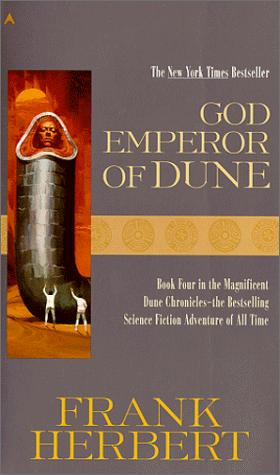 The New York Times Bestseller
GOD
EMPEROR
OF DUNE
Book Four in the Magnificent
Dune Chronicles—the Bestselling
Science Fiction Adventure of All Time
FRANK
HERBERT